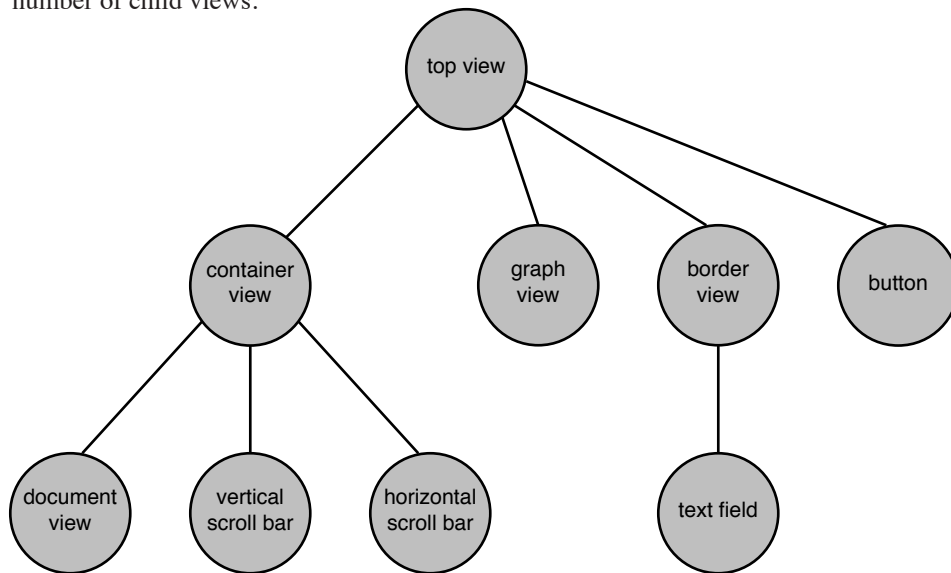 number of child views.
top view
container
view
graph
view
border
view
button
document
view
vertical
scroll bar
horizontal
scroll bar
text field